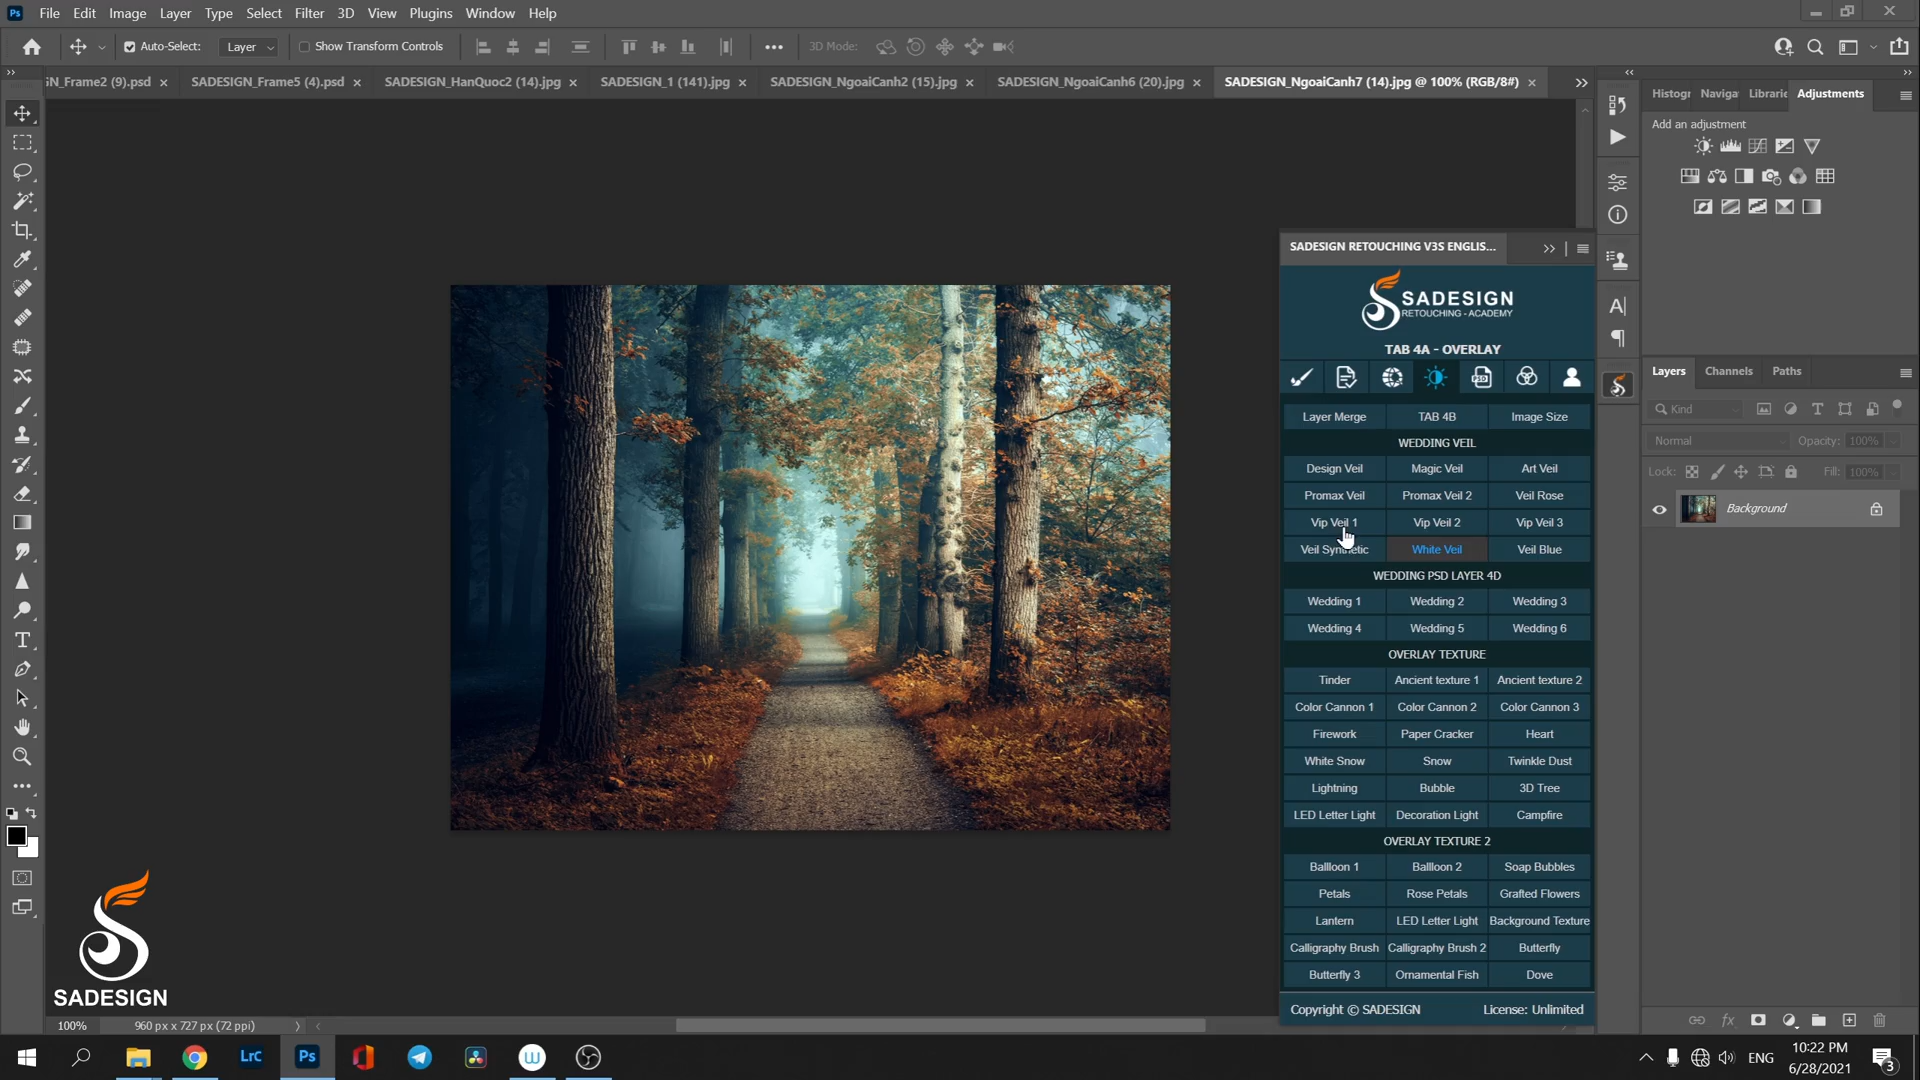 Ps File Edit Image Layer Type Select Filter 3D View Plugins Window Help
Auto-Select: Layer Show Transform Controls 3D Mode:
GN_Frame2 (9).psd SADESIGN_Frame5 (4).psd SADESIGN_HanQuoc2 (14).jpg SADESIGN_1 (141).jpg SADESIGN_NgoaiCanh2 (15).jpg SADESIGN_NgoaiCanh6 (20).jpg SADESIGN_NgoaiCanh7 (14).jpg @ 100% (RGB/8#)
Histogr Naviga Librarie Adjustments
Add an adjustment
SADESIGN RETOUCHING V3S ENGLIS...
SADESIGN
RETOUCHING - ACADEMY
TAB 4A - OVERLAY
PSD
Layer Merge TAB 4B Image Size
WEDDING VEIL
Design Veil Magic Veil Art Veil
Promax Veil Promax Veil 2 Veil Rose
Vip Veil 1 Vip Veil 2 Vip Veil 3
Veil Synthetic White Veil Veil Blue
WEDDING PSD LAYER 4D
Wedding 1 Wedding 2 Wedding 3
Wedding 4 Wedding 5 Wedding 6
OVERLAY TEXTURE
Tinder Ancient texture 1 Ancient texture 2
Color Cannon 1 Color Cannon 2 Color Cannon 3
Firework Paper Cracker Heart
White Snow Snow Twinkle Dust
Lightning Bubble 3D Tree
LED Letter Light Decoration Light Campfire
OVERLAY TEXTURE 2
Ballloon 1 Ballloon 2 Soap Bubbles
Petals Rose Petals Grafted Flowers
Lantern LED Letter Light Background Texture
Calligraphy Brush Calligraphy Brush 2 Butterfly
Butterfly 3 Ornamental Fish Dove
Copyright © SADESIGN License: Unlimited
Layers Channels Paths
Kind
Normal Opacity: 100%
Lock: Fill: 100%
Background
SADESIGN
100% 960 px x 727 px (72 ppi)
LrC Ps W ENG 10:22 PM
6/28/2021 3